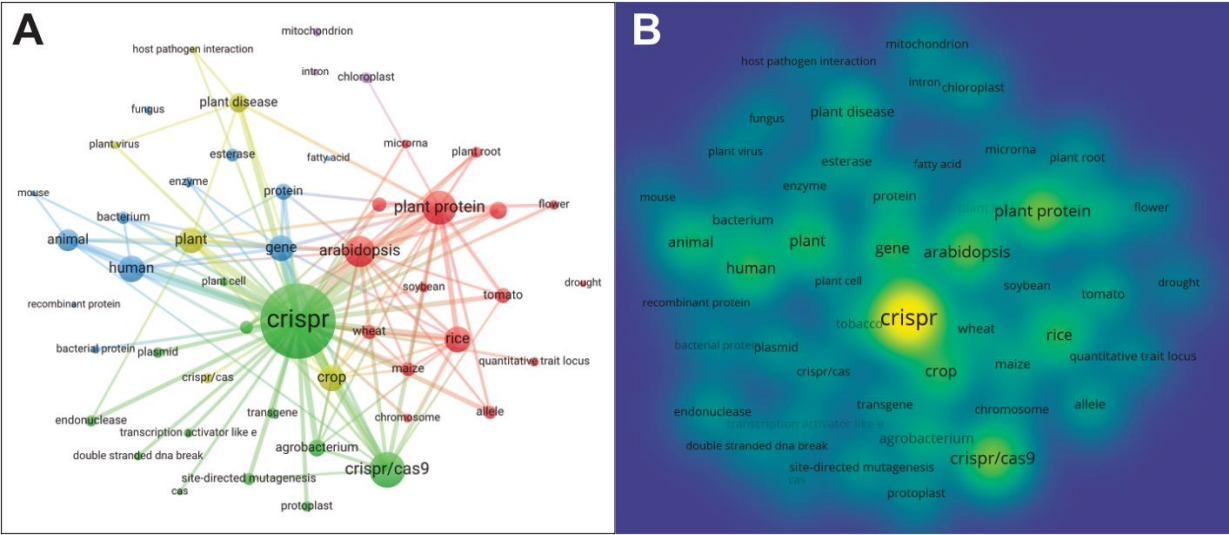 A
mitochondrion
host pathogen interaction
intron
chloroplast
plant disease
fungus
plant virus
microrna
esterase
fatty acid
plant root
enzyme
mouse
protein
bacterium
plant protein
flower
animal
plant
gene
arabidopsis
human
plant cell
soybean
drought
tomato
recombinant protein
crispr
wheat
rice
bacterial protein
plasmid
quantitative trait locus
maize
crispr/cas
crop
endonuclease
transgene
chromosome
allele
transcription activator like e
agrobacterium
double stranded dna break
crispr/cas9
site-directed mutagenesis
cas
protoplast
B
mitochondrion
host pathogen interaction
intron
chloroplast
plant disease
fungus
plant virus
microrna
esterase
fatty acid
plant root
enzyme
mouse
protein
plant protein
flower
bacterium
animal
plant
gene
arabidopsis
human
plant cell
soybean
drought
tomato
recombinant protein
crispr
tobacco
wheat
rice
bacterial protein
plasmid
quantitative trait locus
maize
crispr/cas
crop
transgene
chromosome
allele
endonuclease
transcription activator like e
agrobacterium
double stranded dna break
crispr/cas9
site-directed mutagenesis
cas
protoplast